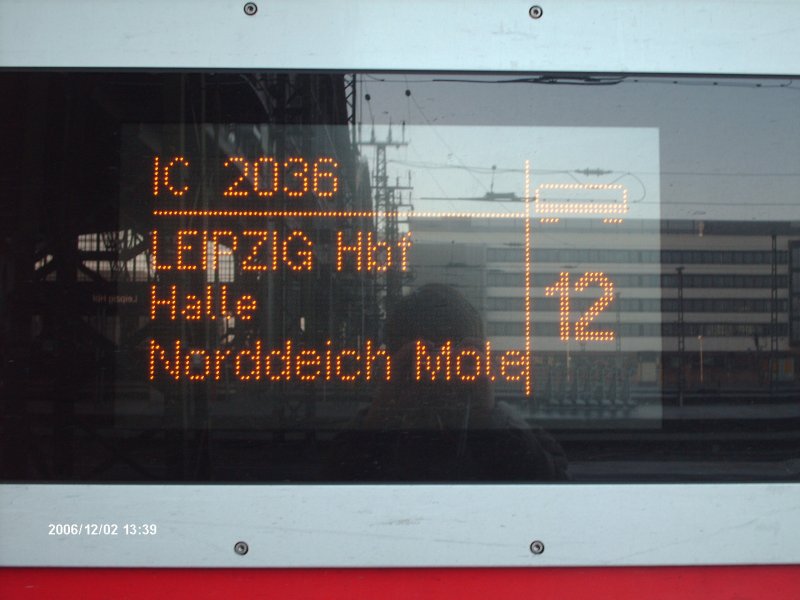 IC 2036
LEIPZIG Hbf
Halle
12
Norddeich Mole
2006/12/02 13:39